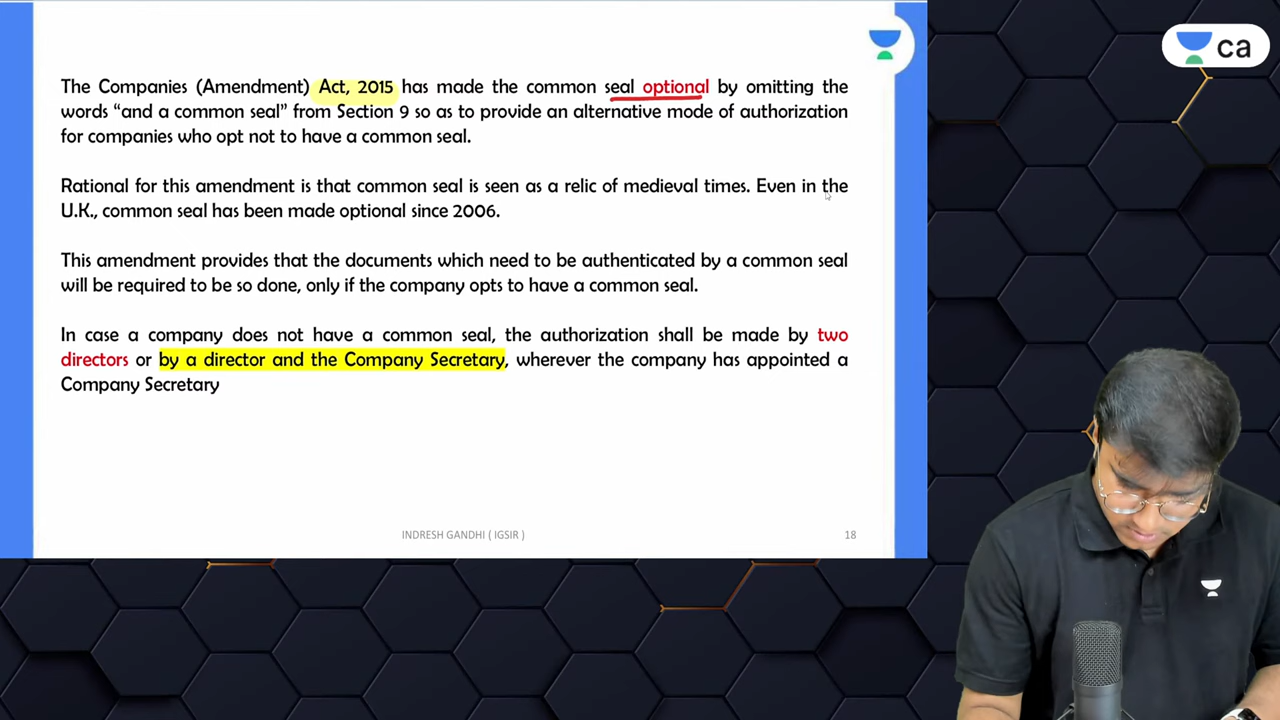 ca
The Companies (Amendment) Act, 2015 has made the common seal optional by omitting the
words “and a common seal” from Section 9 so as to provide an alternative mode of authorization
for companies who opt not to have a common seal.
Rational for this amendment is that common seal is seen as a relic of medieval times. Even in the
U.K., common seal has been made optional since 2006.
This amendment provides that the documents which need to be authenticated by a common seal
will be required to be so done, only if the company opts to have a common seal.
In case a company does not have a common seal, the authorization shall be made by two
directors or by a director and the Company Secretary, wherever the company has appointed a
Company Secretary
INDRESH GANDHI ( IGSIR )
18